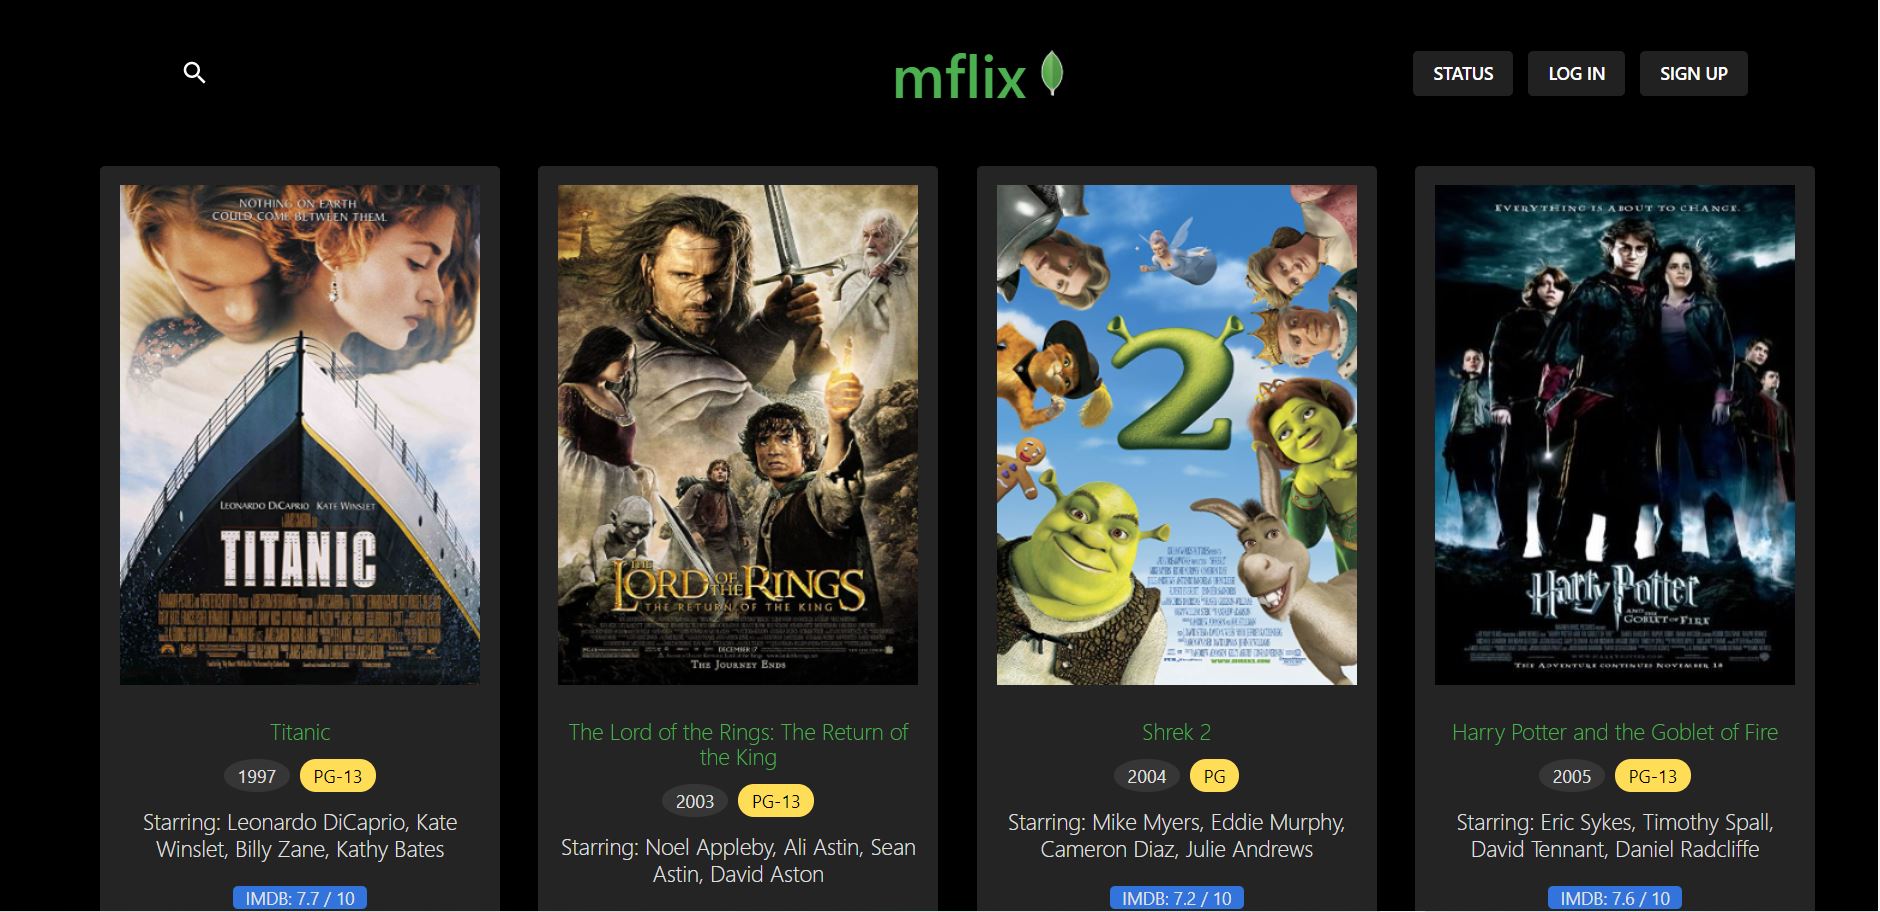 mflix
STATUS
LOG IN
SIGN UP
NOTHING ON EARTH
COULD COME BETWEEN THEM.
LEONARDO DICAPRIO KATE WINSLET
TITANIC
Titanic
1997 PG-13
Starring: Leonardo DiCaprio, Kate
Winslet, Billy Zane, Kathy Bates
IMDB: 7.7 / 10
THE
LORD OF THE RINGS
THE RETURN OF THE KING
DECEMBER 17
THE JOURNEY ENDS
The Lord of the Rings: The Return of
the King
2003 PG-13
Starring: Noel Appleby, Ali Astin, Sean
Astin, David Aston
2
Shrek 2
2004 PG
Starring: Mike Myers, Eddie Murphy,
Cameron Diaz, Julie Andrews
IMDB: 7.2 / 10
EVERYTHING IS ABOUT TO CHANGE.
Harry Potter
AND THE
GOBLET OF FIRE
THE ADVENTURE CONTINUES NOVEMBER 18
Harry Potter and the Goblet of Fire
2005 PG-13
Starring: Eric Sykes, Timothy Spall,
David Tennant, Daniel Radcliffe
IMDB: 7.6 / 10